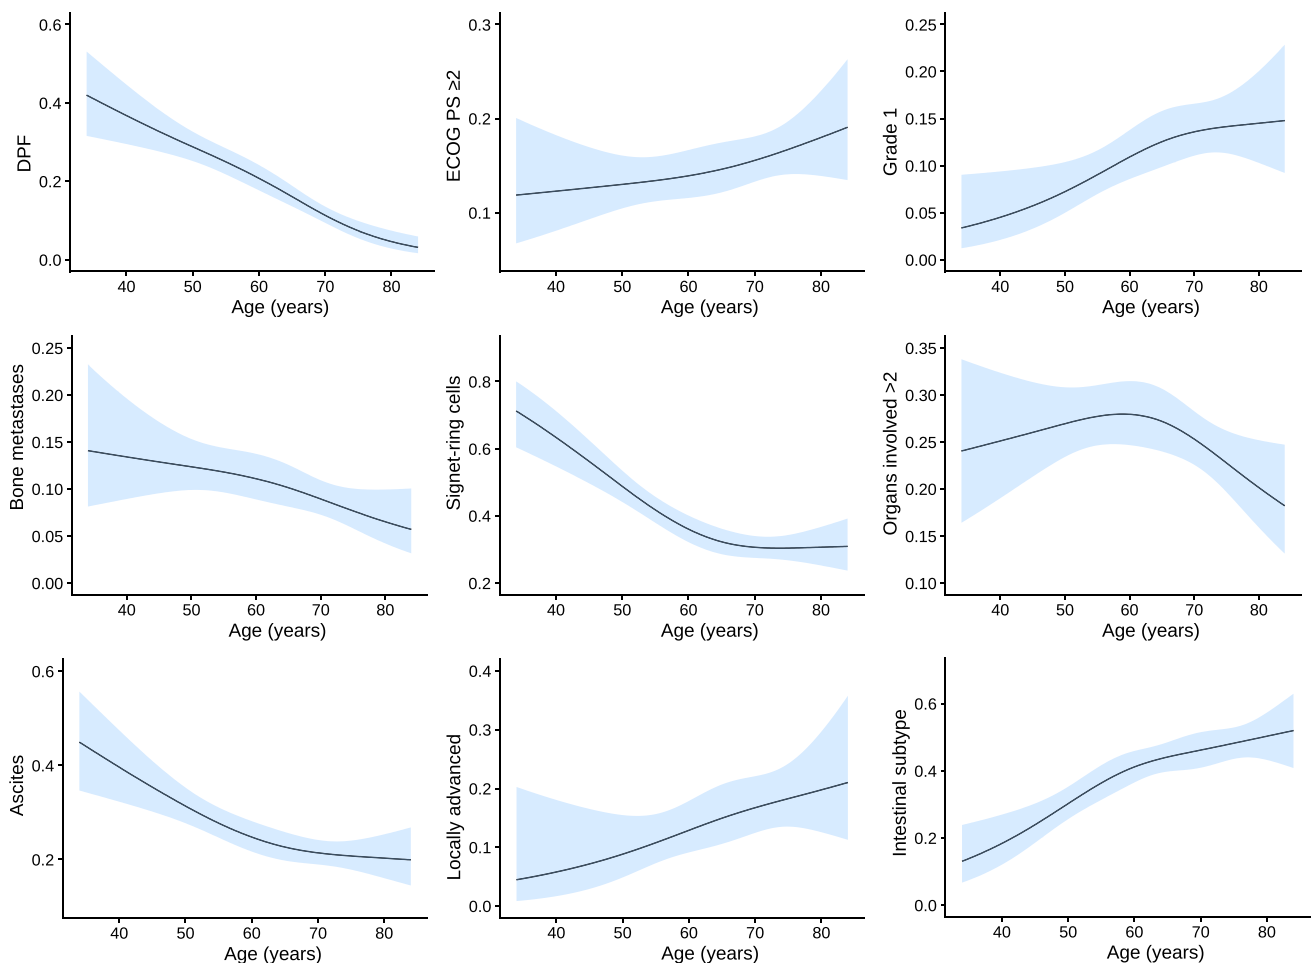 DPF
0.6
0.4
0.2
0.0
40 50 60 70 80
Age (years)
ECOG PS ≥2
0.3
0.2
0.1
40 50 60 70 80
Age (years)
Grade 1
0.25
0.20
0.15
0.10
0.05
0.00
40 50 60 70 80
Age (years)
Bone metastases
0.25
0.20
0.15
0.10
0.05
0.00
40 50 60 70 80
Age (years)
Signet-ring cells
0.8
0.6
0.4
0.2
40 50 60 70 80
Age (years)
Organs involved >2
0.35
0.30
0.25
0.20
0.15
0.10
40 50 60 70 80
Age (years)
Ascites
0.6
0.4
0.2
40 50 60 70 80
Age (years)
Locally advanced
0.4
0.3
0.2
0.1
0.0
40 50 60 70 80
Age (years)
Intestinal subtype
0.6
0.4
0.2
0.0
40 50 60 70 80
Age (years)